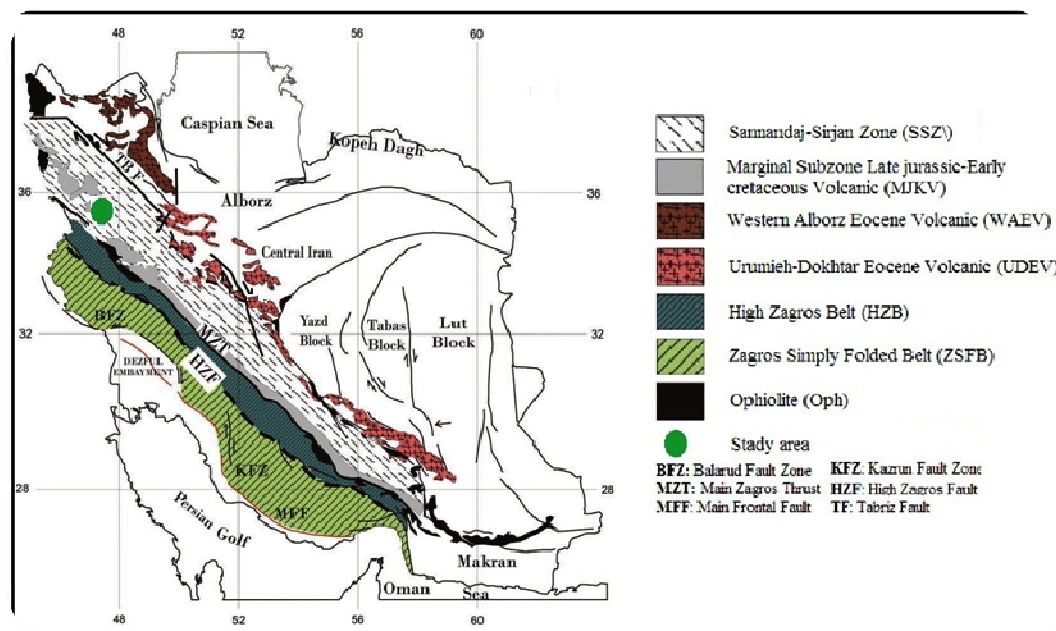 48
52
56
60
Caspian Sea
Kopeh Dagh
TRF
36
Alborz
36
Central Iran
BFZ
32
MZT
Yazd
Block
Tabas
Block
Lut
Block
32
DEZFUL
EMBAYMENT
HZF
28
KFZ
28
Persian Golf
MFF
Makran
Oman Sea
48
52
56
60
Sannandaj-Sirjan Zone (SSZ\)
Marginal Subzone Late jurassic-Early
cretaceous Volcanic (MJKV)
Western Alborz Eocene Volcanic (WAEV)
Urumieh-Dokhtar Eocene Volcanic (UDEV)
High Zagros Belt (HZB)
Zagros Simply Folded Belt (ZSFB)
Ophiolite (Oph)
Stady area
BFZ: Balarud Fault Zone KFZ: Kazrun Fault Zone
MZT: Main Zagros Thrust HZF: High Zagros Fault
MFF: Main Frontal Fault TF: Tabriz Fault